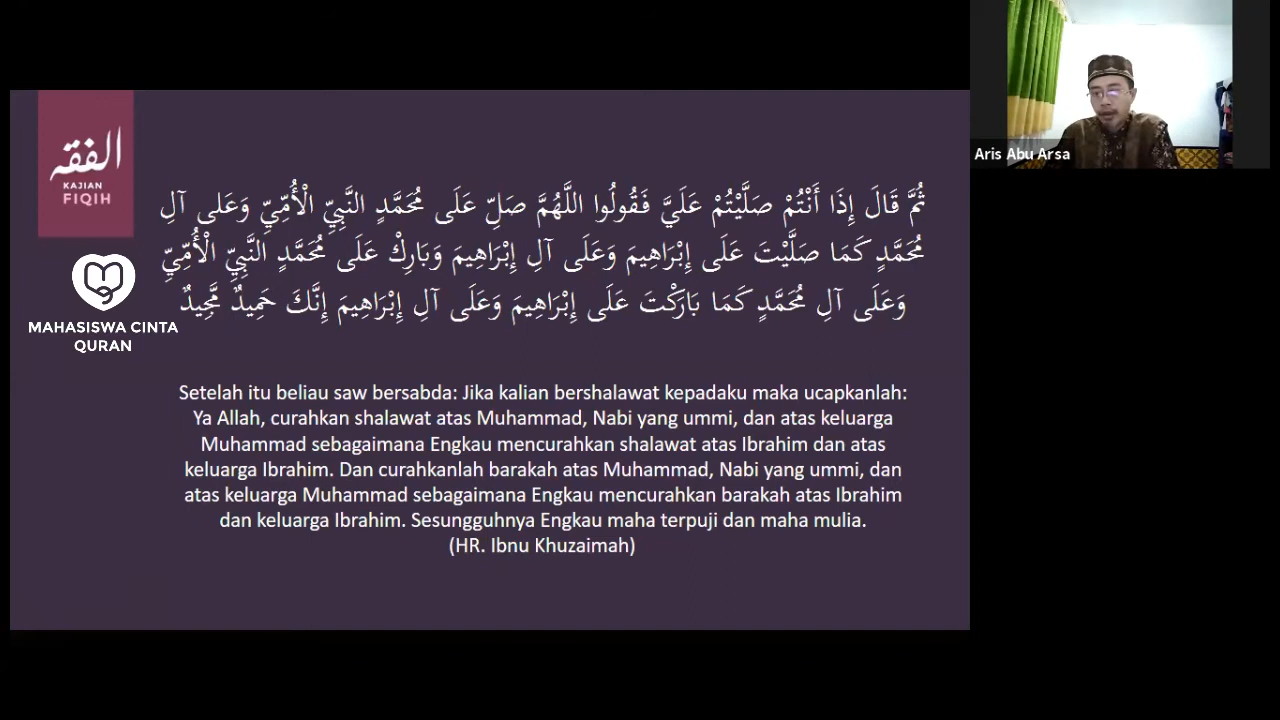 Aris Abu Arsa
الفقه
KAJIAN
FIQIH
MAHASISWA CINTA
QURAN
ثُمَّ قَالَ إِذَا أَنْتُمْ صَلَّيْتُمْ عَلَيَّ فَقُولُوا اللَّهُمَّ صَلِّ عَلَى مُحَمَّدٍ النَّبِيِّ الْأُمِّيِّ وَعَلَى آلِ
مُحَمَّدٍ كَمَا صَلَّيْتَ عَلَى إِبْرَاهِيمَ وَعَلَى آلِ إِبْرَاهِيمَ وَبَارِكْ عَلَى مُحَمَّدٍ النَّبِيِّ الْأُمِّيِّ
وَعَلَى آلِ مُحَمَّدٍ كَمَا بَارَكْتَ عَلَى إِبْرَاهِيمَ وَعَلَى آلِ إِبْرَاهِيمَ إِنَّكَ حَمِيدٌ مَّجِيدٌ
Setelah itu beliau saw bersabda: Jika kalian bershalawat kepadaku maka ucapkanlah:
Ya Allah, curahkan shalawat atas Muhammad, Nabi yang ummi, dan atas keluarga
Muhammad sebagaimana Engkau mencurahkan shalawat atas Ibrahim dan atas
keluarga Ibrahim. Dan curahkanlah barakah atas Muhammad, Nabi yang ummi, dan
atas keluarga Muhammad sebagaimana Engkau mencurahkan barakah atas Ibrahim
dan keluarga Ibrahim. Sesungguhnya Engkau maha terpuji dan maha mulia.
(HR. Ibnu Khuzaimah)